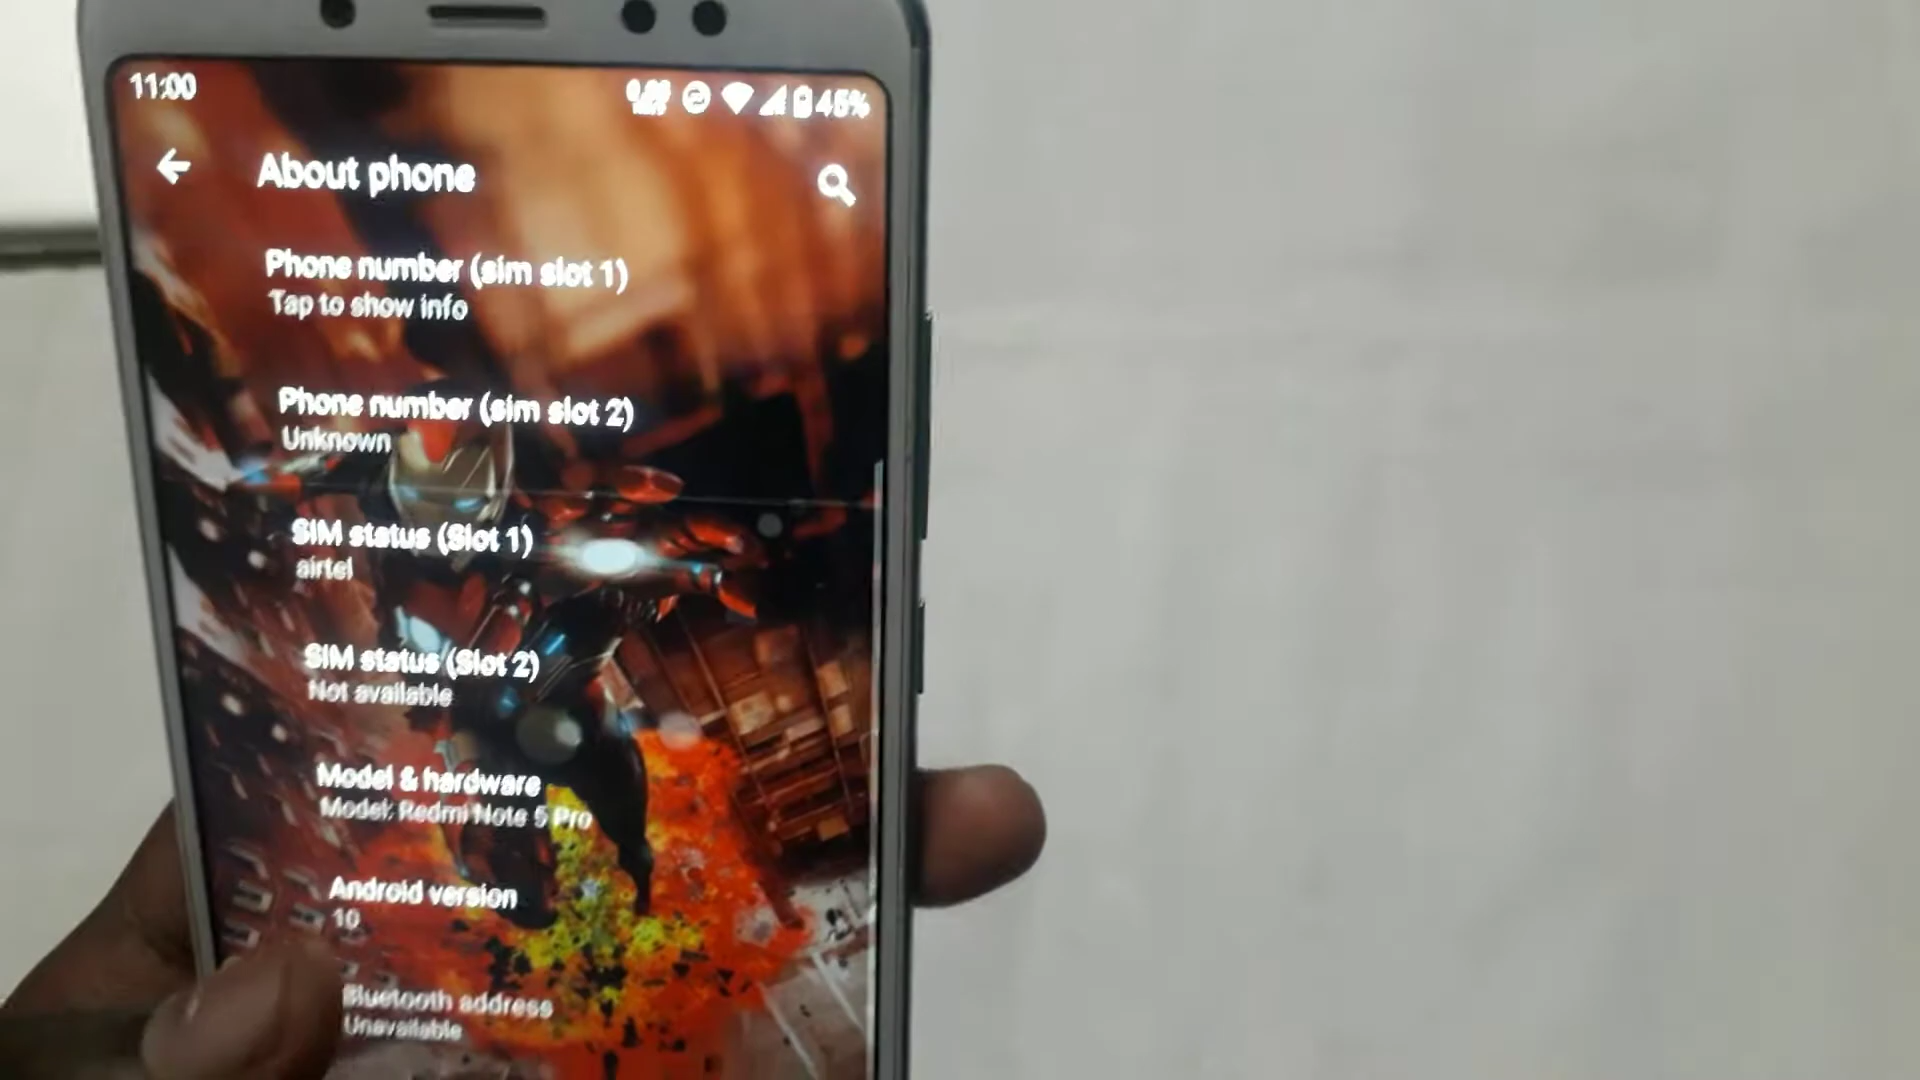 11:00
45%
About phone
Phone number (sim slot 1)
Tap to show info
Phone number (sim slot 2)
Unknown
SIM status (Slot 1)
airtel
SIM status (Slot 2)
Not available
Model & hardware
Model: Redmi Note 5 Pro
Android version
10
Bluetooth address
Unavailable